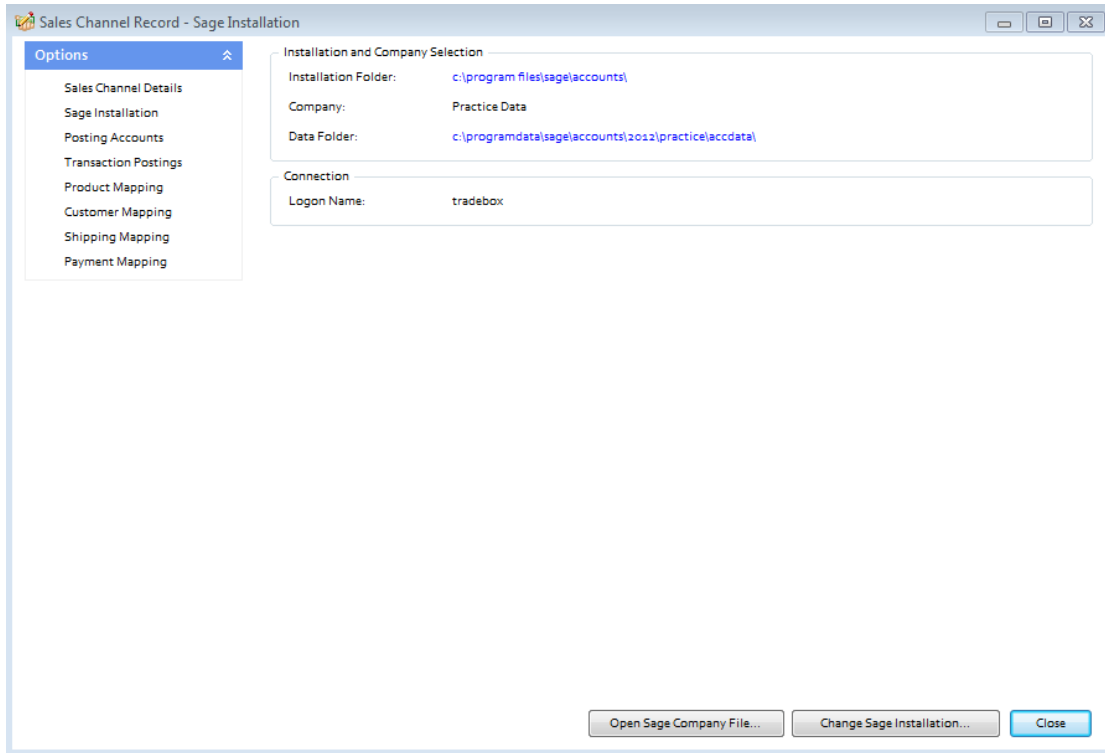 Sales Channel Record - Sage Installation
Options
Sales Channel Details
Sage Installation
Posting Accounts
Transaction Postings
Product Mapping
Customer Mapping
Shipping Mapping
Payment Mapping
Installation and Company Selection
Installation Folder: c:\program files\sage\accounts\
Company: Practice Data
Data Folder: c:\programdata\sage\accounts\2012\practice\accdata\
Connection
Logon Name: tradebox
Open Sage Company File... Change Sage Installation... Close